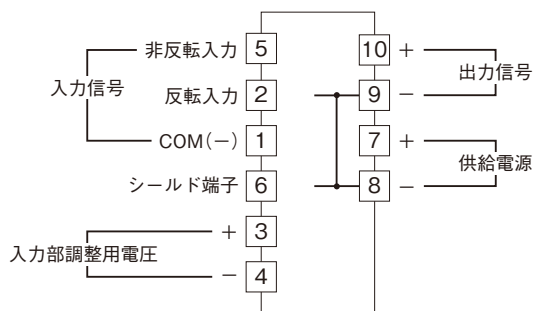 非反転入力 5
入力信号
反転入力 2
COM(−) 1
シールド端子 6
+ 3
入力部調整用電圧
− 4
10 +
出力信号
9 −
7 +
供給電源
8 −